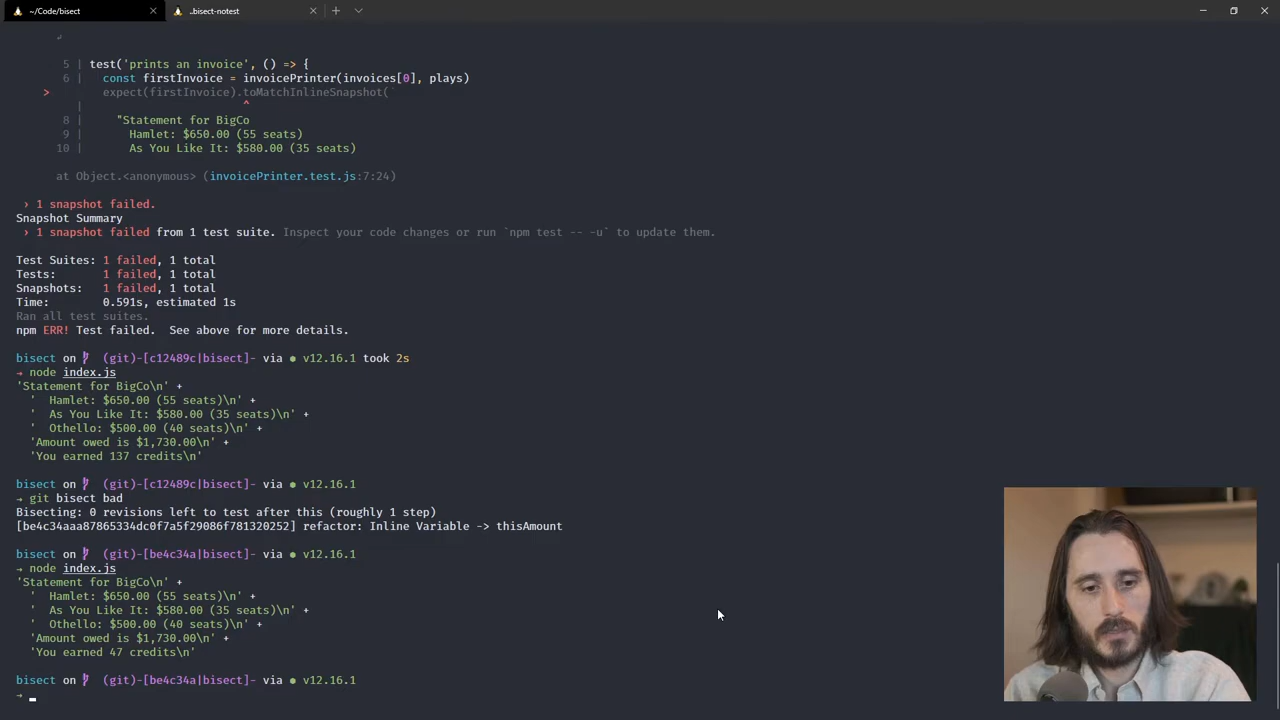 ~/Code/bisect
..bisect-notest
5 | test('prints an invoice', () => {
6 | const firstInvoice = invoicePrinter(invoices[0], plays)
> expect(firstInvoice).toMatchInlineSnapshot(`
| ^
8 | "Statement for BigCo
9 | Hamlet: $650.00 (55 seats)
10 | As You Like It: $580.00 (35 seats)
at Object.<anonymous> (invoicePrinter.test.js:7:24)
› 1 snapshot failed.
Snapshot Summary
› 1 snapshot failed from 1 test suite. Inspect your code changes or run `npm test -- -u` to update them.
Test Suites: 1 failed, 1 total
Tests: 1 failed, 1 total
Snapshots: 1 failed, 1 total
Time: 0.591s, estimated 1s
Ran all test suites.
npm ERR! Test failed. See above for more details.
bisect on (git)-[c12489c|bisect]- via ● v12.16.1 took 2s
→ node index.js
'Statement for BigCo\n' +
' Hamlet: $650.00 (55 seats)\n' +
' As You Like It: $580.00 (35 seats)\n' +
' Othello: $500.00 (40 seats)\n' +
'Amount owed is $1,730.00\n' +
'You earned 137 credits\n'
bisect on (git)-[c12489c|bisect]- via ● v12.16.1
→ git bisect bad
Bisecting: 0 revisions left to test after this (roughly 1 step)
[be4c34aaa87865334dc0f7a5f29086f781320252] refactor: Inline Variable -> thisAmount
bisect on (git)-[be4c34a|bisect]- via ● v12.16.1
→ node index.js
'Statement for BigCo\n' +
' Hamlet: $650.00 (55 seats)\n' +
' As You Like It: $580.00 (35 seats)\n' +
' Othello: $500.00 (40 seats)\n' +
'Amount owed is $1,730.00\n' +
'You earned 47 credits\n'
bisect on (git)-[be4c34a|bisect]- via ● v12.16.1
→